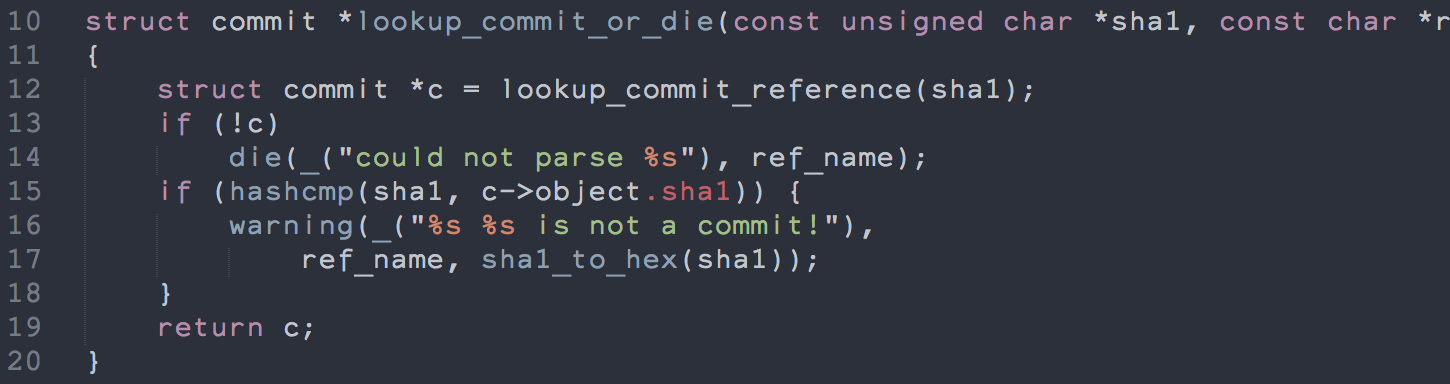 10 struct commit *lookup_commit_or_die(const unsigned char *sha1, const char *r
11 {
12     struct commit *c = lookup_commit_reference(sha1);
13     if (!c)
14         die(_("could not parse %s"), ref_name);
15     if (hashcmp(sha1, c->object.sha1)) {
16         warning(_("%s %s is not a commit!"),
17             ref_name, sha1_to_hex(sha1));
18     }
19     return c;
20 }